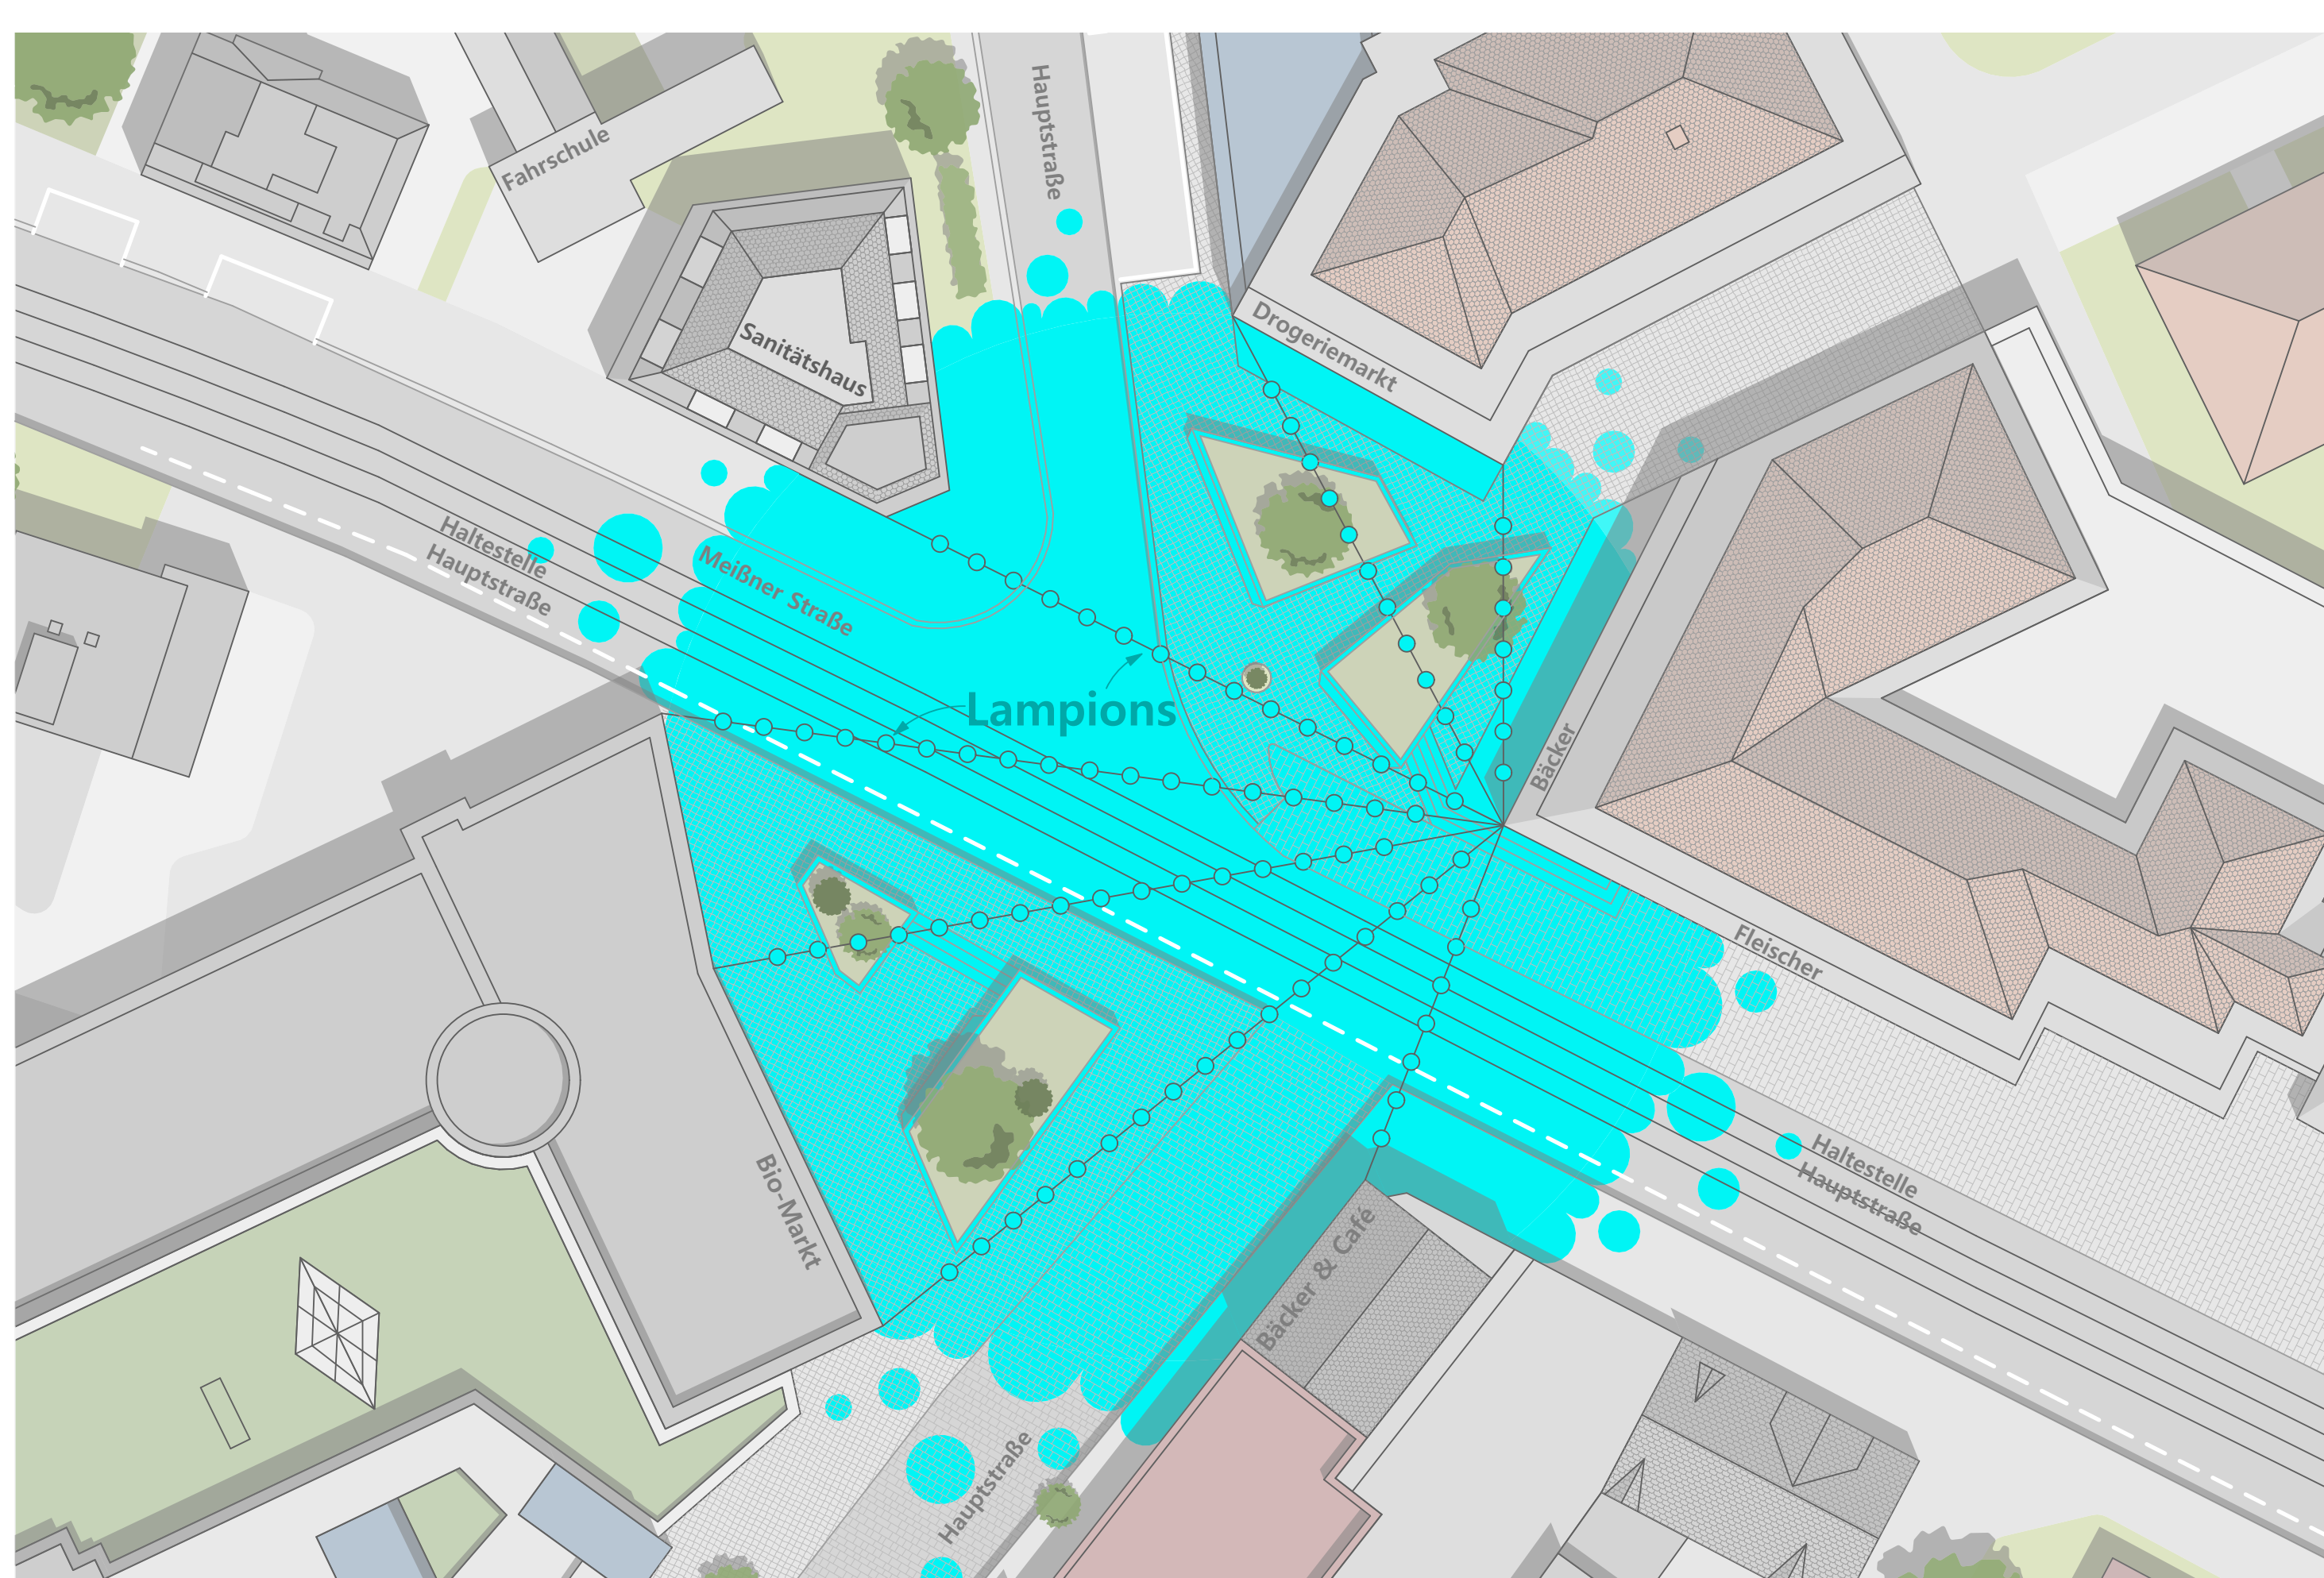 Hauptstraße
Fahrschule
Sanitätshaus
Drogeriemarkt
Haltestelle
Hauptstraße
Meißner Straße
Lampions
Bäcker
Fleischer
Bio-Markt
Haltestelle
Hauptstraße
Bäcker & Café
Hauptstraße